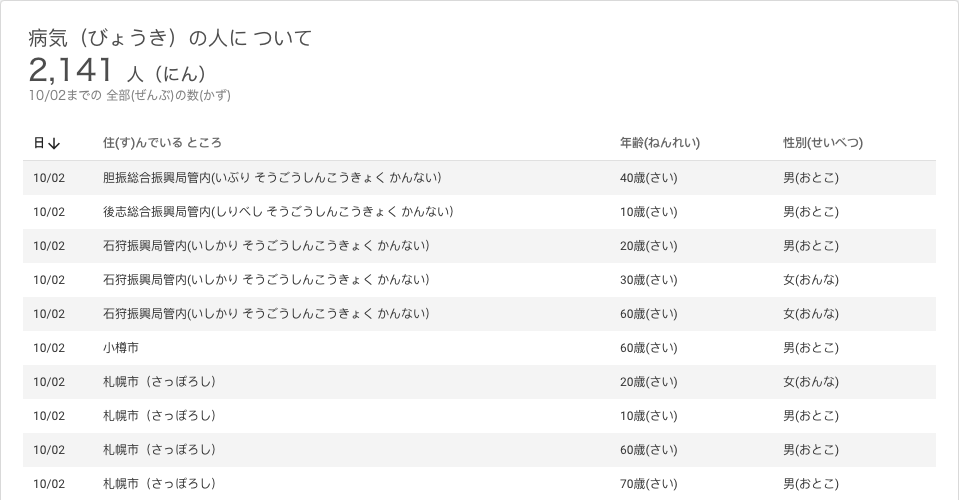 病気（びょうき）の人に ついて
2,141 人（にん）
10/02までの 全部(ぜんぶ)の数(かず)
日↓ 住(す)んでいる ところ 年齢(ねんれい) 性別(せいべつ)
10/02 胆振総合振興局管内(いぶり そうごうしんこうきょく かんない) 40歳(さい) 男(おとこ)
10/02 後志総合振興局管内(しりべし そうごうしんこうきょく かんない) 10歳(さい) 男(おとこ)
10/02 石狩振興局管内(いしかり そうごうしんこうきょく かんない) 20歳(さい) 男(おとこ)
10/02 石狩振興局管内(いしかり そうごうしんこうきょく かんない) 30歳(さい) 女(おんな)
10/02 石狩振興局管内(いしかり そうごうしんこうきょく かんない) 60歳(さい) 女(おんな)
10/02 小樽市 60歳(さい) 男(おとこ)
10/02 札幌市（さっぽろし） 20歳(さい) 女(おんな)
10/02 札幌市（さっぽろし） 10歳(さい) 男(おとこ)
10/02 札幌市（さっぽろし） 60歳(さい) 男(おとこ)
10/02 札幌市（さっぽろし） 70歳(さい) 男(おとこ)